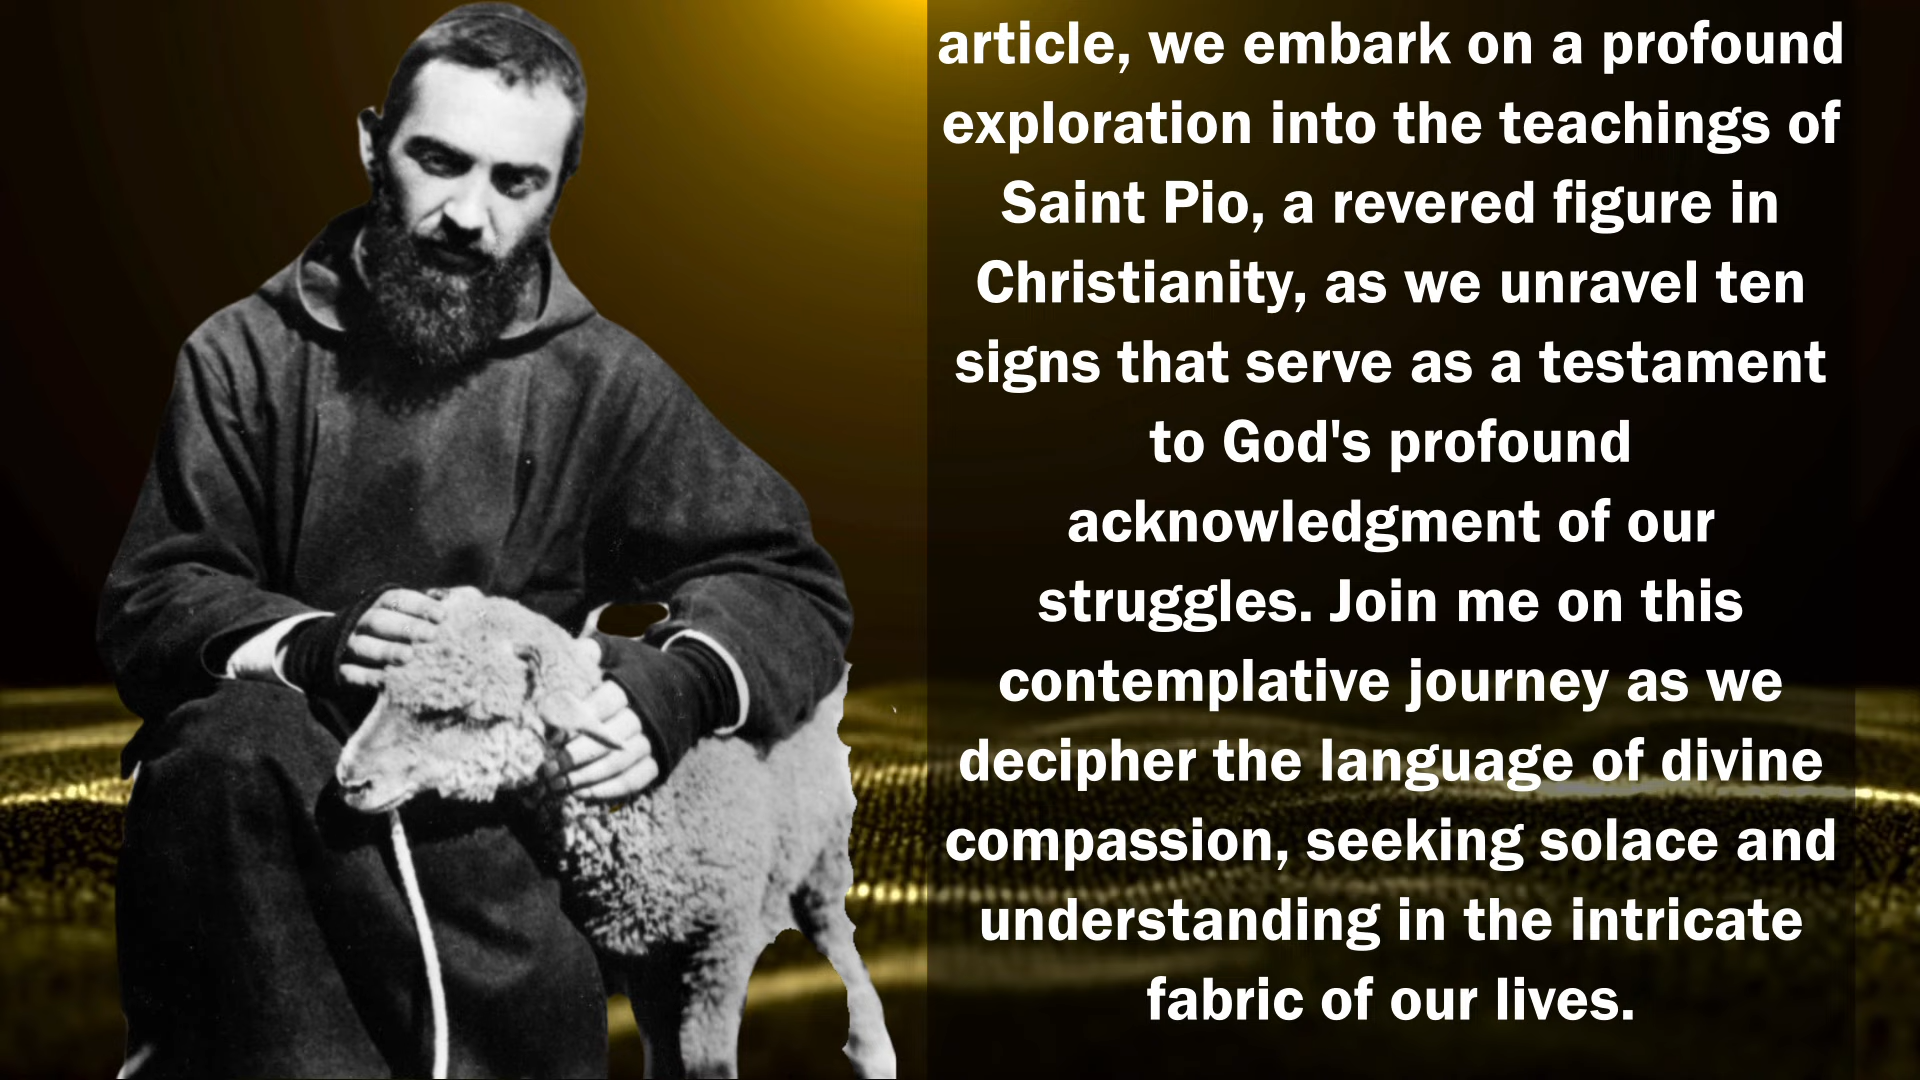 article, we embark on a profound
exploration into the teachings of
Saint Pio, a revered figure in
Christianity, as we unravel ten
signs that serve as a testament
to God's profound
acknowledgment of our
struggles. Join me on this
contemplative journey as we
decipher the language of divine
compassion, seeking solace and
understanding in the intricate
fabric of our lives.